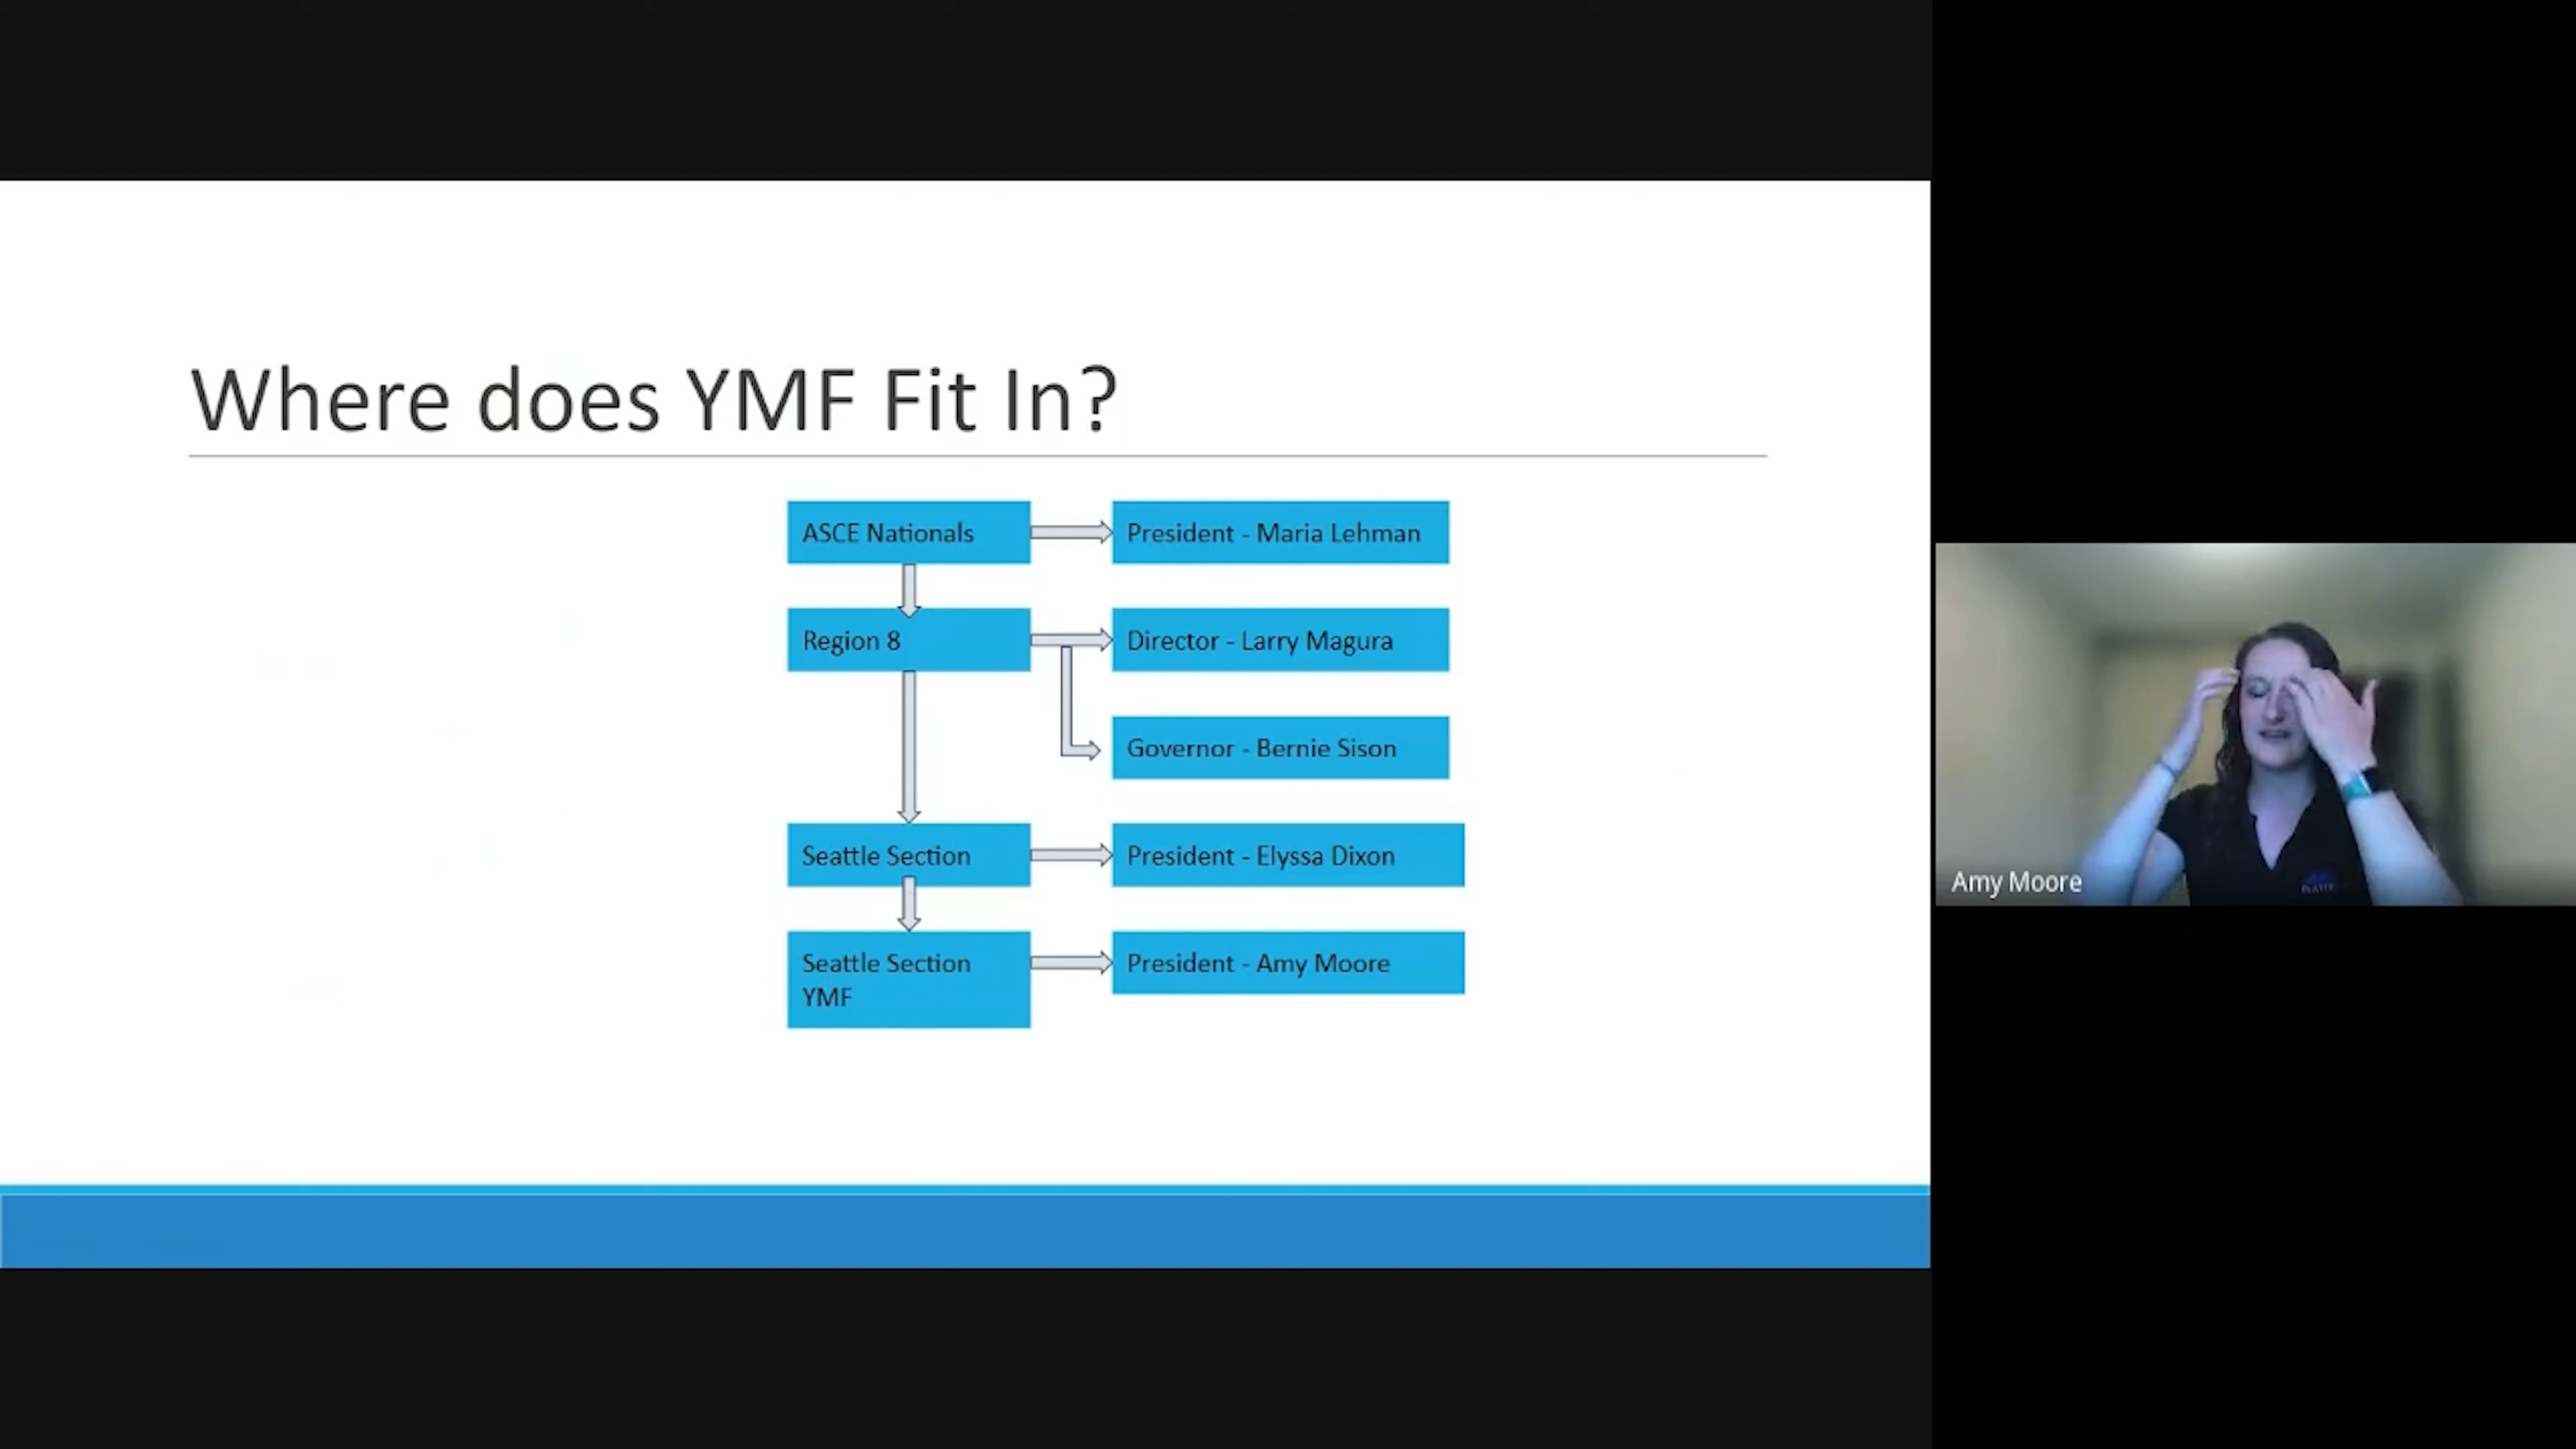 Where does YMF Fit In?
ASCE Nationals
President - Maria Lehman
Region 8
Director - Larry Magura
Governor - Bernie Sison
Seattle Section
President - Elyssa Dixon
Seattle Section
YMF
President - Amy Moore
Amy Moore